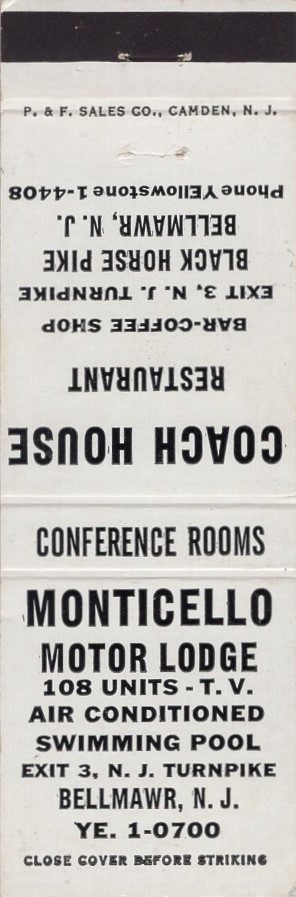 P. & F. SALES CO., CAMDEN, N. J.
COACH HOUSE
RESTAURANT
BAR-COFFEE SHOP
EXIT 3, N. J. TURNPIKE
BLACK HORSE PIKE
BELLMAWR, N. J.
Phone YEllowstone 1-4408
CONFERENCE ROOMS
MONTICELLO
MOTOR LODGE
108 UNITS - T. V.
AIR CONDITIONED
SWIMMING POOL
EXIT 3, N. J. TURNPIKE
BELLMAWR, N. J.
YE. 1-0700
CLOSE COVER BEFORE STRIKING